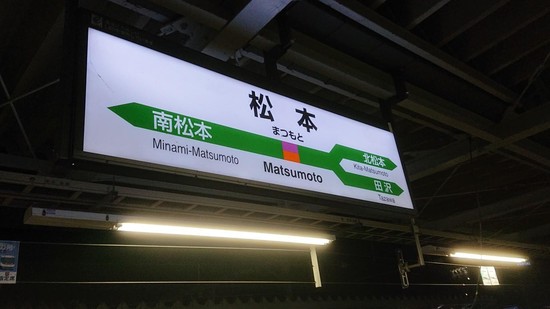 松本
まつもと
南松本
Minami-Matsumoto
Matsumoto
北松本
Kita-Matsumoto
田沢
Tazawa